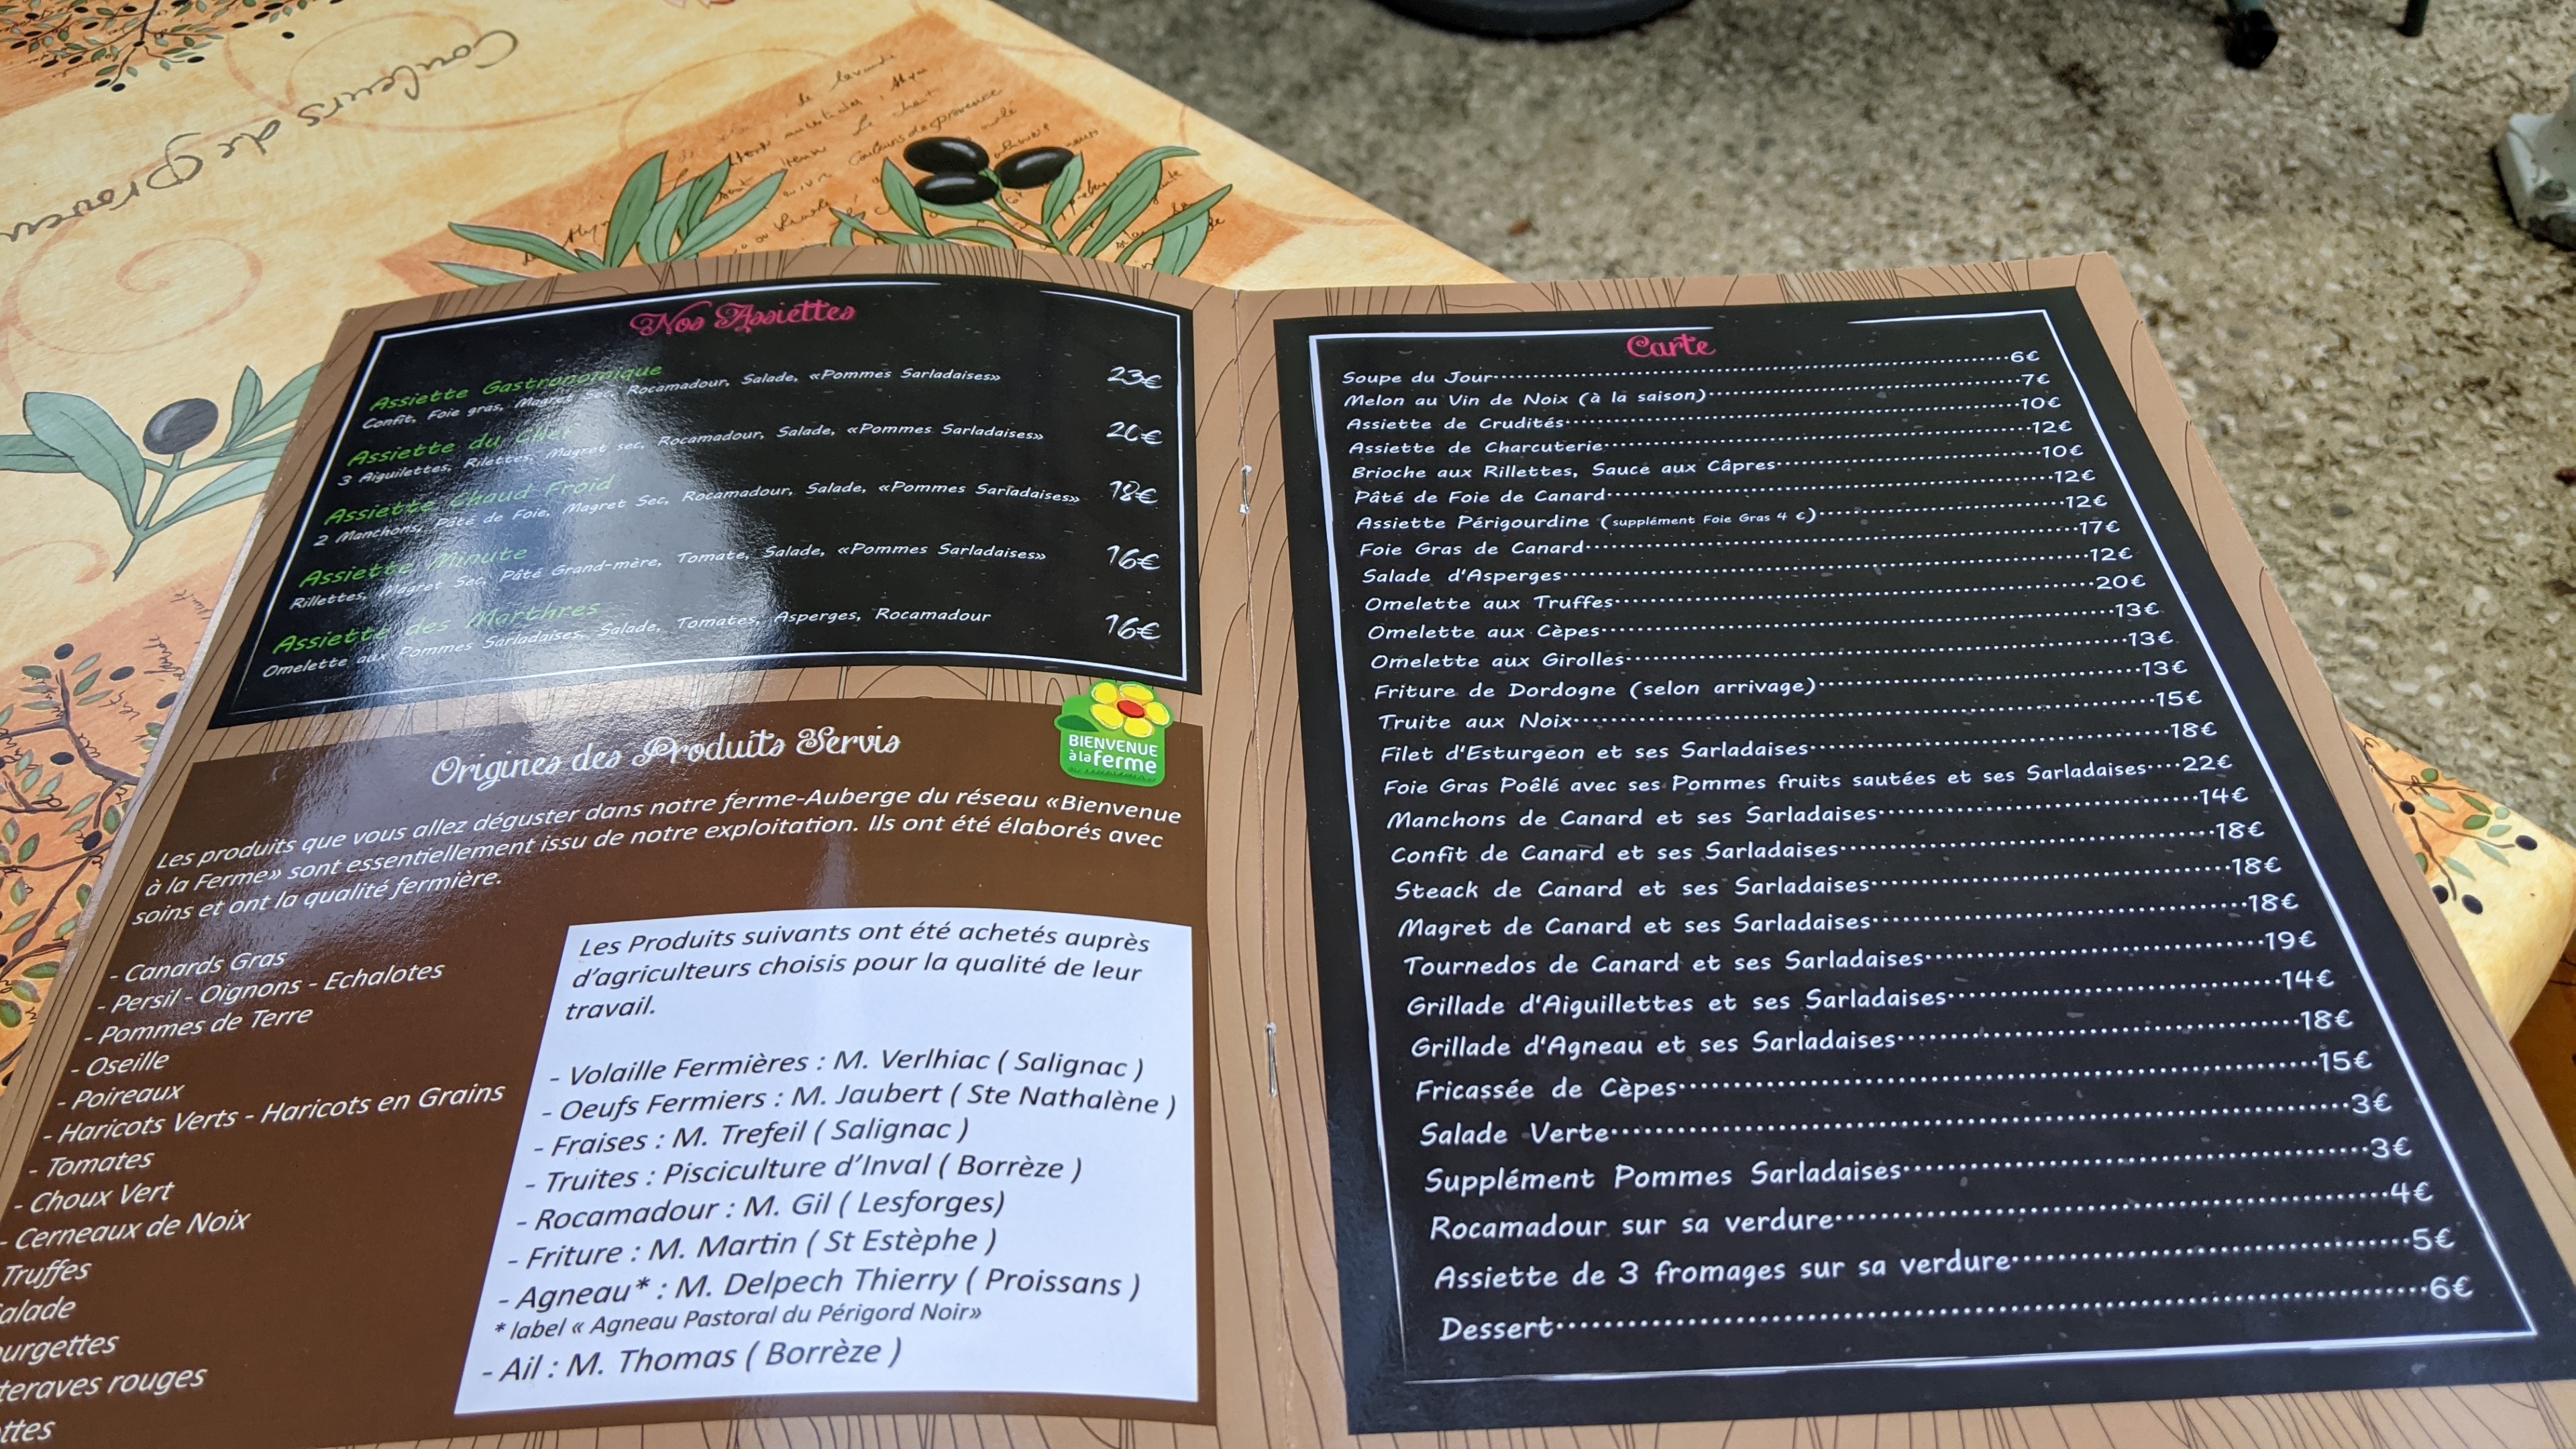 Couleurs de Proven
Nos Assiettes
Assiette Gastronomique
Confit, Foie gras, Magret Sec, Rocamadour, Salade, «Pommes Sarladaises» 23€
Assiette du Chef
3 Aiguilettes, Rilettes, Magret sec, Rocamadour, Salade, «Pommes Sarladaises» 20€
Assiette Chaud Froid
2 Manchons, Pâté de Foie, Magret Sec, Rocamadour, Salade, «Pommes Sarladaises» 18€
Assiette Minute
Rillettes, Magret Sec, Pâté Grand-mère, Tomate, Salade, «Pommes Sarladaises» 16€
Assiette des Marthres
Omelette aux Pommes Sarladaises, Salade, Tomates, Asperges, Rocamadour 16€
BIENVENUE
à la ferme
Origines des Produits Servis
Les produits que vous allez déguster dans notre ferme-Auberge du réseau «Bienvenue
à la Ferme» sont essentiellement issu de notre exploitation. Ils ont été élaborés avec
soins et ont la qualité fermière.
- Canards Gras
- Persil - Oignons - Echalotes
- Pommes de Terre
- Oseille
- Poireaux
- Haricots Verts - Haricots en Grains
- Tomates
- Choux Vert
- Cerneaux de Noix
Truffes
alade
urgettes
teraves rouges
ottes
Les Produits suivants ont été achetés auprès
d'agriculteurs choisis pour la qualité de leur
travail.
- Volaille Fermières : M. Verlhiac ( Salignac )
- Oeufs Fermiers : M. Jaubert ( Ste Nathalène )
- Fraises : M. Trefeil ( Salignac )
- Truites : Pisciculture d'Inval ( Borrèze )
- Rocamadour : M. Gil ( Lesforges)
- Friture : M. Martin ( St Estèphe )
- Agneau* : M. Delpech Thierry ( Proissans )
* label « Agneau Pastoral du Périgord Noir»
- Ail : M. Thomas ( Borrèze )
Carte
Soupe du Jour 6€
Melon au Vin de Noix (à la saison) 7€
Assiette de Crudités 10€
Assiette de Charcuterie 12€
Brioche aux Rillettes, Sauce aux Câpres 10€
Pâté de Foie de Canard 12€
Assiette Périgourdine (supplément Foie Gras 4 €) 12€
Foie Gras de Canard 17€
Salade d'Asperges 12€
Omelette aux Truffes 20€
Omelette aux Cèpes 13€
Omelette aux Girolles 13€
Friture de Dordogne (selon arrivage) 13€
Truite aux Noix 15€
Filet d'Esturgeon et ses Sarladaises 18€
Foie Gras Poêlé avec ses Pommes fruits sautées et ses Sarladaises 22€
Manchons de Canard et ses Sarladaises 14€
Confit de Canard et ses Sarladaises 18€
Steack de Canard et ses Sarladaises 18€
Magret de Canard et ses Sarladaises 18€
Tournedos de Canard et ses Sarladaises 19€
Grillade d'Aiguillettes et ses Sarladaises 14€
Grillade d'Agneau et ses Sarladaises 18€
Fricassée de Cèpes 15€
Salade Verte 3€
Supplément Pommes Sarladaises 3€
Rocamadour sur sa verdure 4€
Assiette de 3 fromages sur sa verdure 5€
Dessert 6€